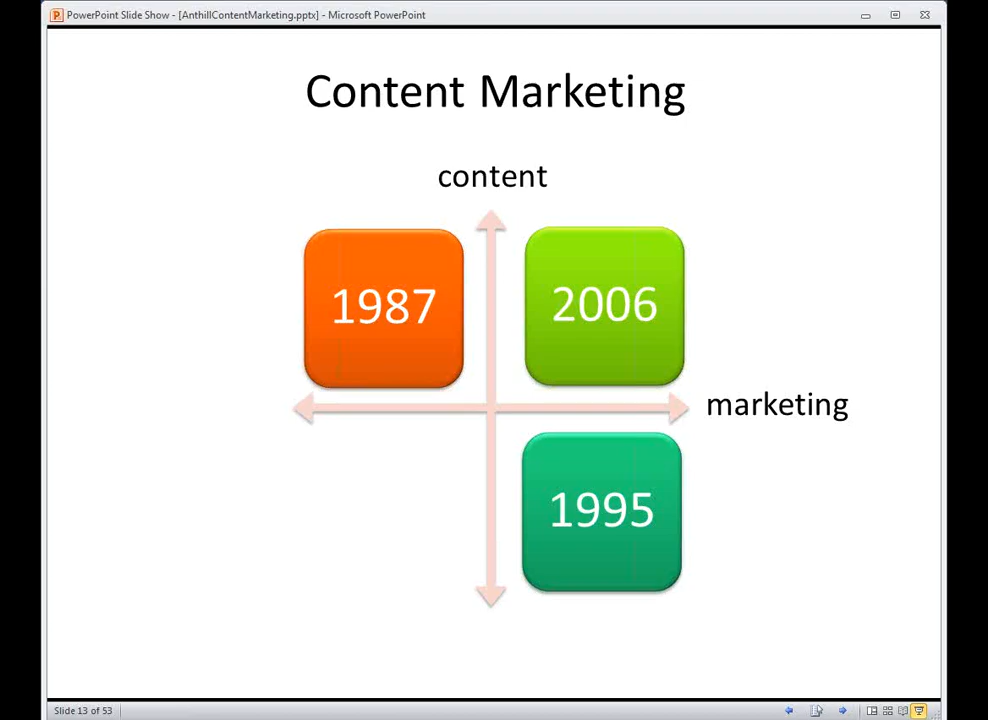 PowerPoint Slide Show - [AnthillContentMarketing.pptx] - Microsoft PowerPoint
Content Marketing
content
1987
2006
marketing
1995
Slide 13 of 53